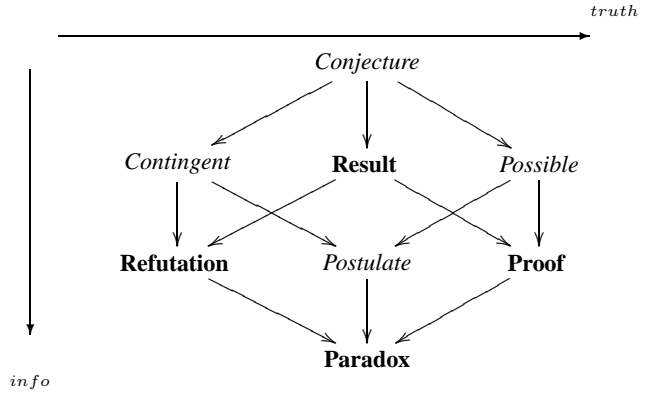 truth
Conjecture
Contingent Result Possible
Refutation Postulate Proof
Paradox
info